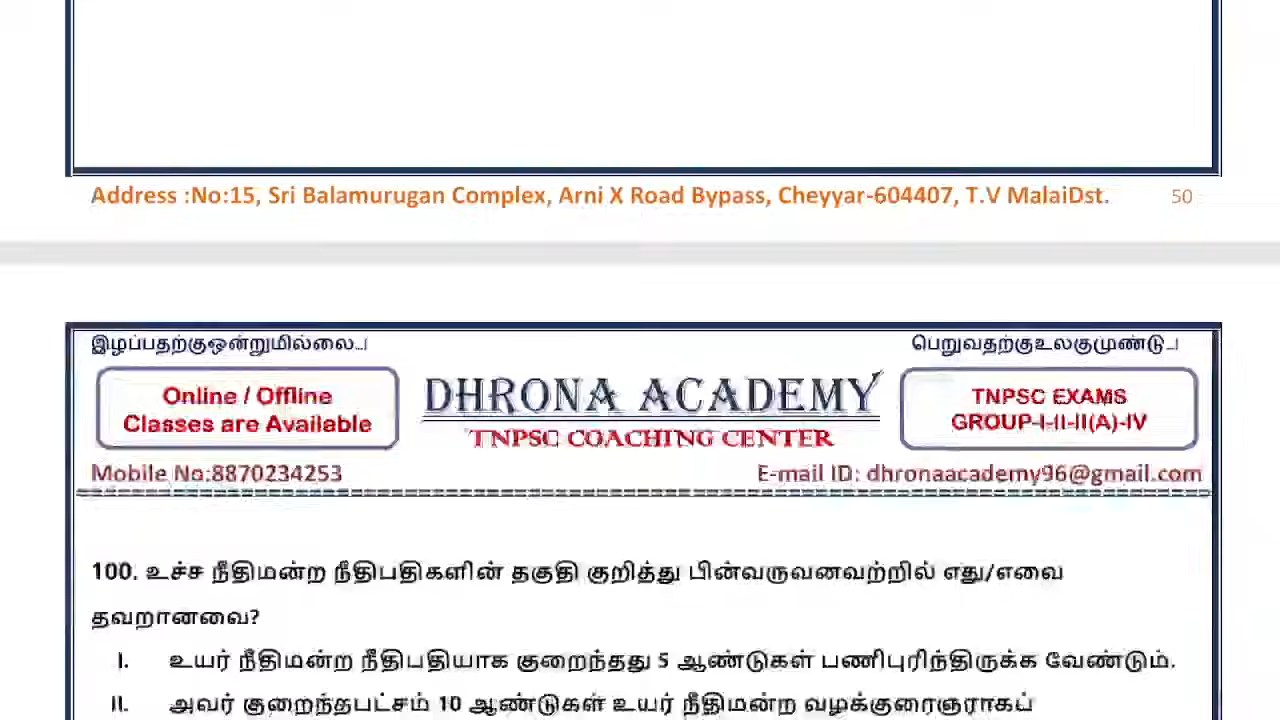 Address :No:15, Sri Balamurugan Complex, Arni X Road Bypass, Cheyyar-604407, T.V MalaiDst. 50
இழப்பதற்குஒன்றுமில்லை..! பெறுவதற்குஉலகுமுண்டு..!
Online / Offline
Classes are Available
DHRONA ACADEMY
TNPSC COACHING CENTER
TNPSC EXAMS
GROUP-I-II-II(A)-IV
Mobile No:8870234253 E-mail ID: dhronaacademy96@gmail.com
100. உச்ச நீதிமன்ற நீதிபதிகளின் தகுதி குறித்து பின்வருவனவற்றில் எது/எவை
தவறானவை?
I. உயர் நீதிமன்ற நீதிபதியாக குறைந்தது 5 ஆண்டுகள் பணிபுரிந்திருக்க வேண்டும்.
II. அவர் குறைந்தபட்சம் 10 ஆண்டுகள் உயர் நீதிமன்ற வழக்குரைஞராகப்